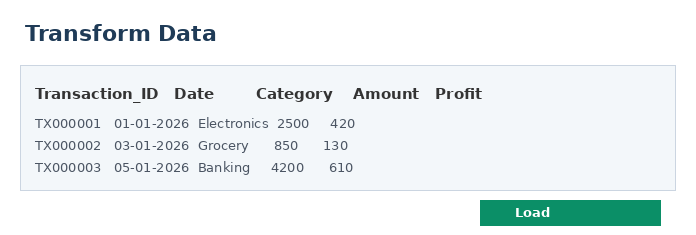 Transform Data
Transaction_ID Date Category Amount Profit
TX000001 01-01-2026 Electronics 2500 420
TX000002 03-01-2026 Grocery 850 130
TX000003 05-01-2026 Banking 4200 610
Load